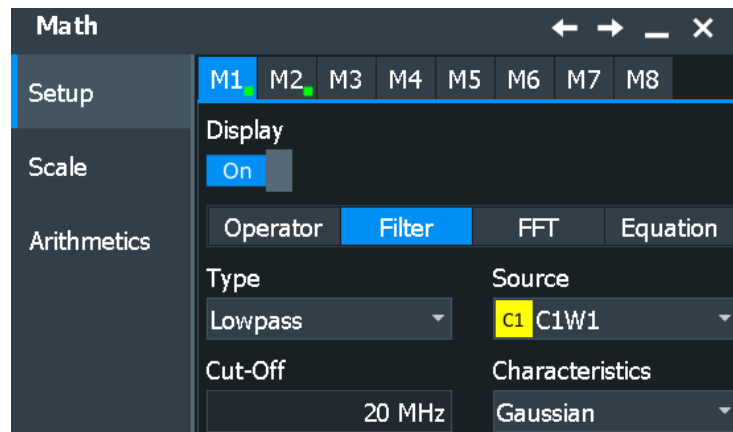 Math
Setup
Scale
Arithmetics
M1 M2 M3 M4 M5 M6 M7 M8
Display
On
Operator Filter FFT Equation
Type Source
Lowpass C1 C1W1
Cut-Off Characteristics
20 MHz Gaussian